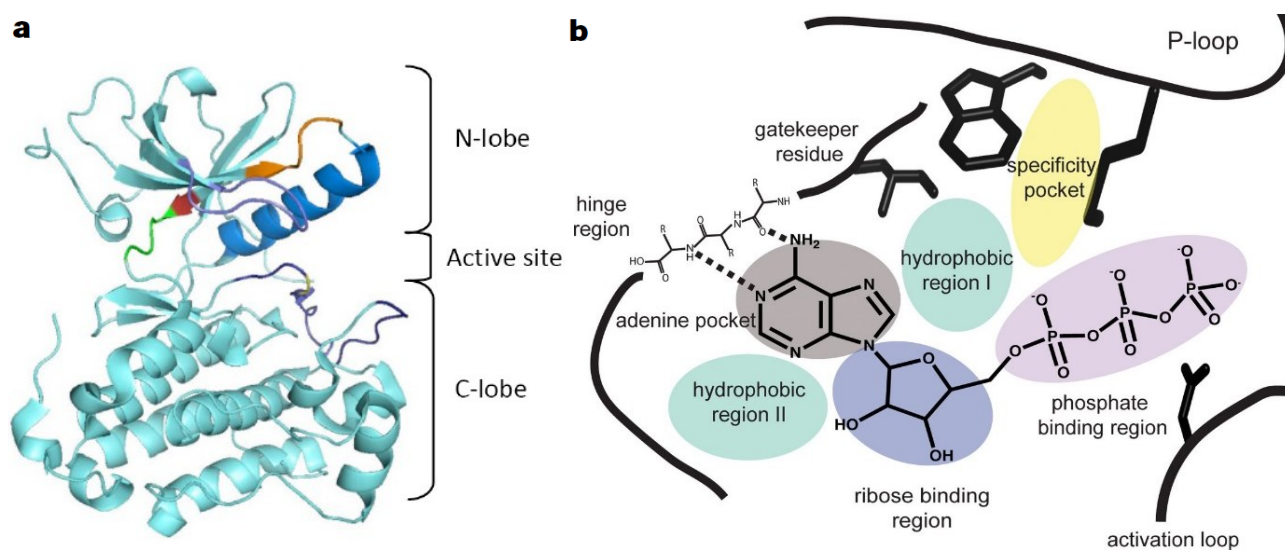 a
N-lobe
Active site
C-lobe
b
P-loop
gatekeeper
residue
specificity
pocket
hinge
region
R
NH
H
N
O
R
O
R
N
H
HO
O
NH₂
hydrophobic
region I
N
N
N
N
adenine pocket
hydrophobic
region II
O
HO
OH
ribose binding
region
O
-O
P
O
O
-O
P
O
O
-O
P
O-
O
phosphate
binding region
activation loop